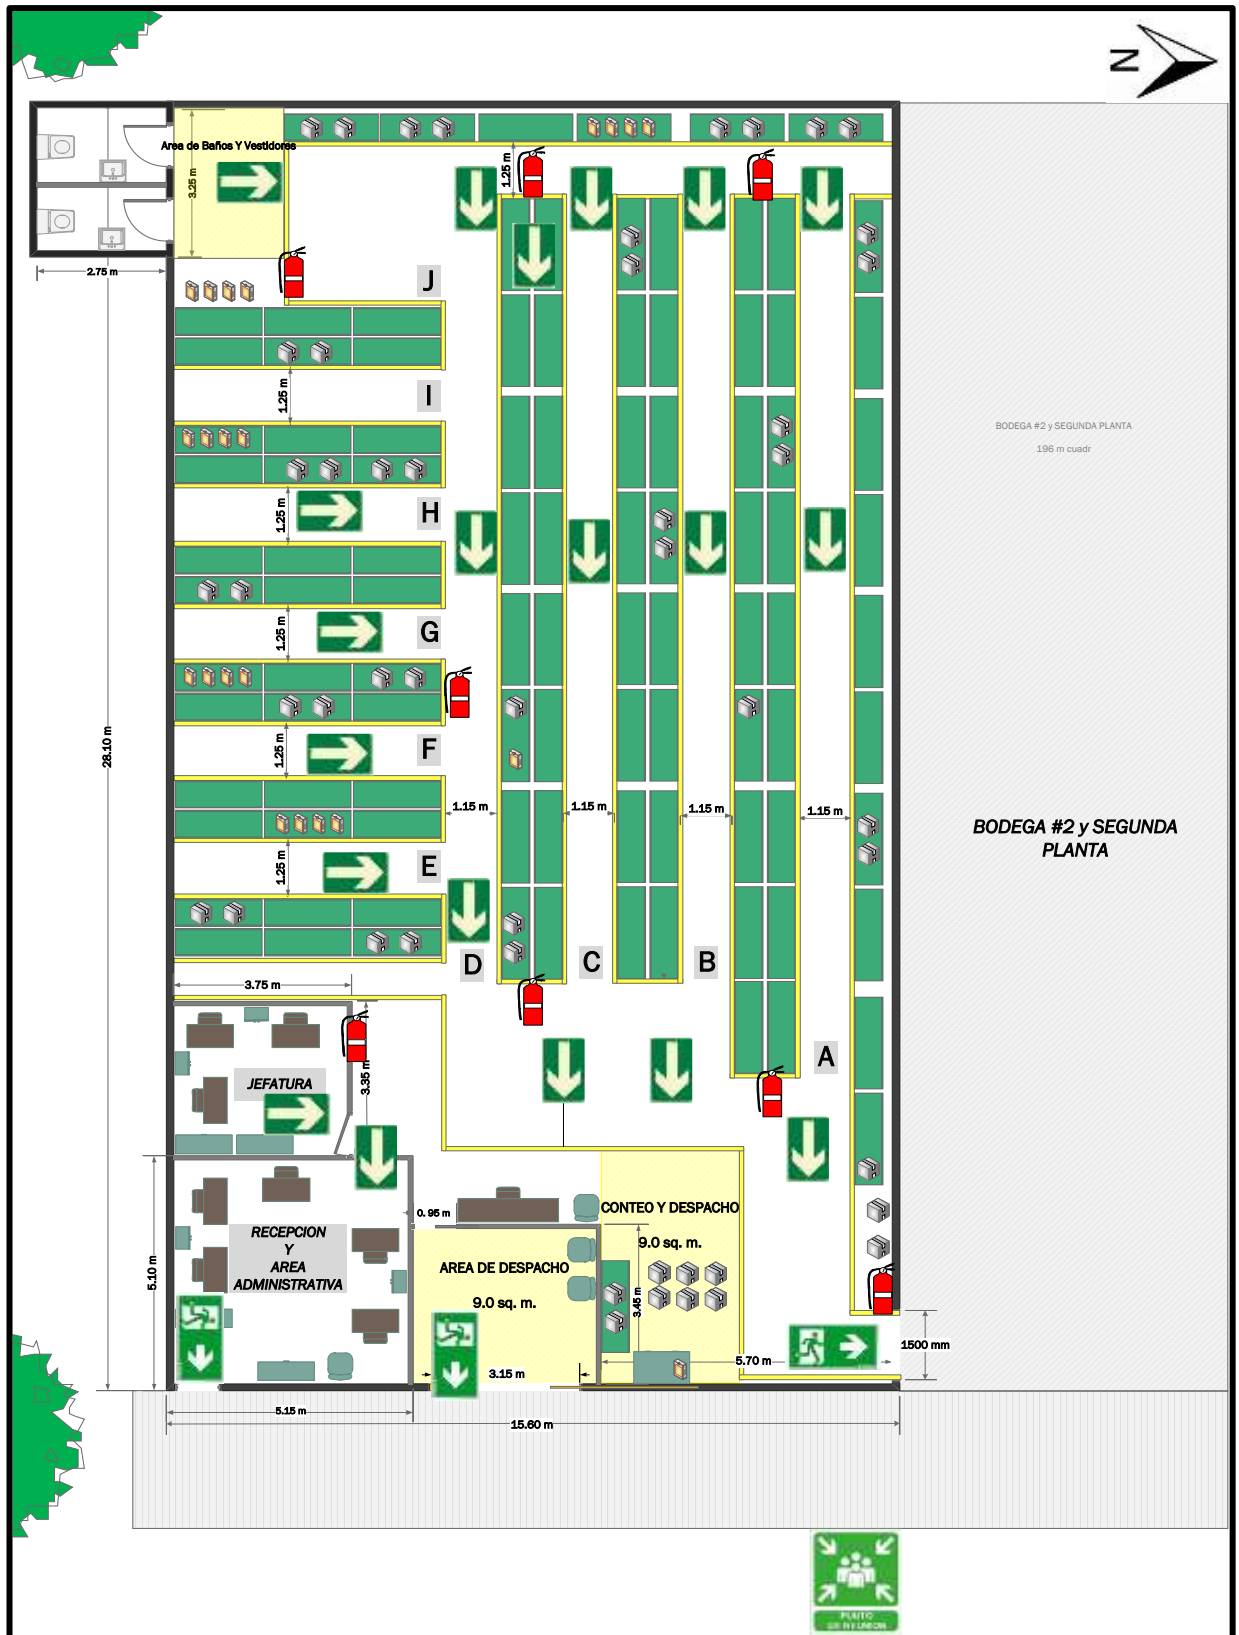 N
Area de Baños Y Vestidores
3.25 m
1.25 m
2.75 m
J
1.25 m
I
BODEGA #2 y SEGUNDA PLANTA
196 m cuadr
1.25 m
H
1.25 m
G
28.10 m
1.25 m
F
1.15 m
1.15 m
1.15 m
1.15 m
BODEGA #2 y SEGUNDA
PLANTA
1.25 m
E
D
C
B
3.75 m
A
JEFATURA
3.35 m
0. 95 m
CONTEO Y DESPACHO
9.0 sq. m.
RECEPCION
Y
AREA
ADMINISTRATIVA
AREA DE DESPACHO
9.0 sq. m.
5.10 m
3.45 m
1500 mm
5.70 m
3.15 m
5.15 m
15.60 m
PUNTO
DE REUNION